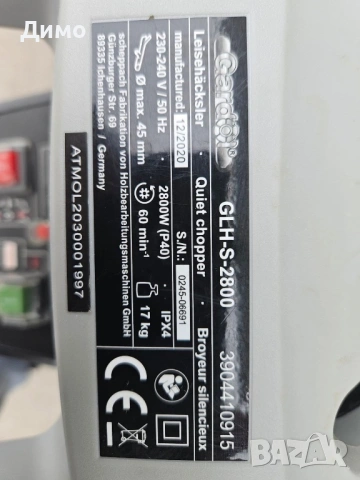 Димо
Gardol
GLH-S-2800
3904410915
Leisehäcksler · Quiet chopper · Broyeur silencieux
manufactured: 12/2020
S./N.: 0245-06691
230-240 V / 50 Hz
2800W (P40)
IPX4
Ø max. 45 mm
60 min⁻¹
17 kg
scheppach Fabrikation von Holzbearbeitungsmaschinen GmbH
Günzburger Str. 69
89335 Ichenhausen / Germany
CE
ATMOL2030001997
bazar
БАЗАР